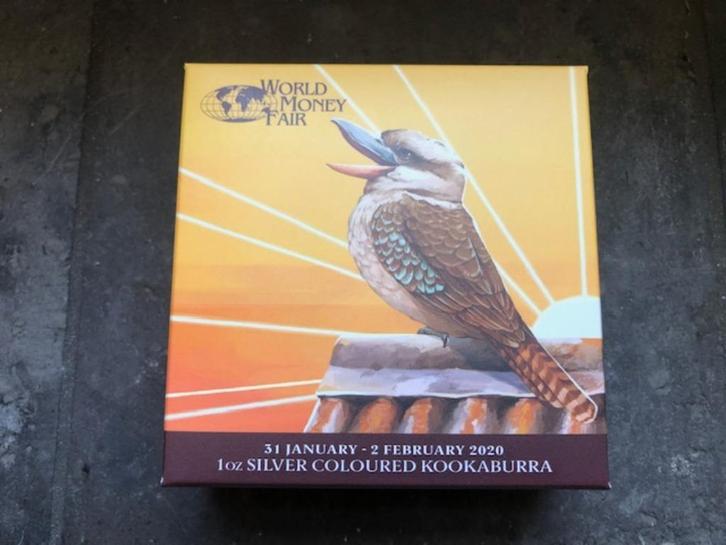 WORLD
MONEY
FAIR
31 JANUARY - 2 FEBRUARY 2020
1oz SILVER COLOURED KOOKABURRA